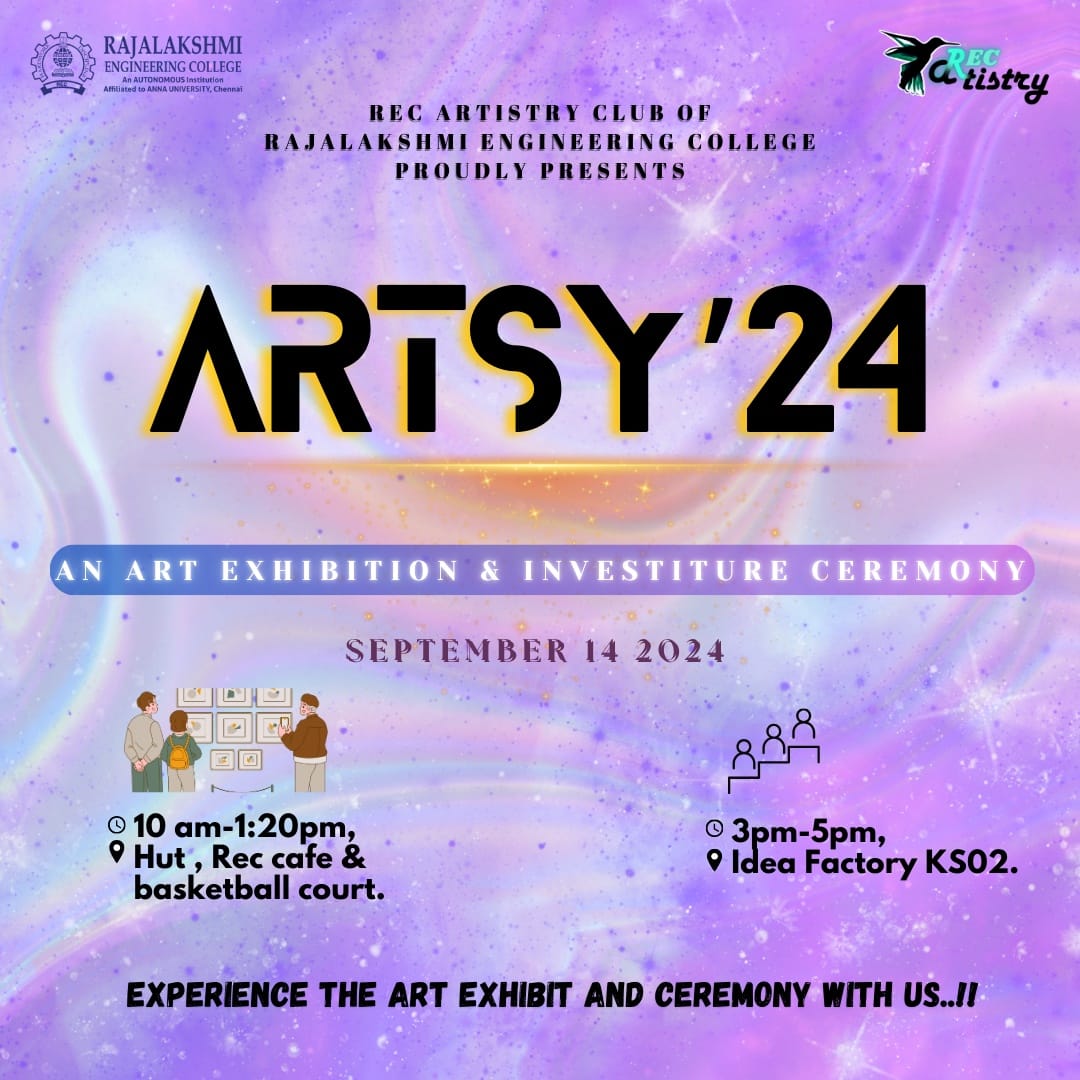 RAJALAKSHMI
ENGINEERING COLLEGE
An AUTONOMOUS Institution
Affiliated to ANNA UNIVERSITY, Chennai
REC
REC
artistry
REC ARTISTRY CLUB OF
RAJALAKSHMI ENGINEERING COLLEGE
PROUDLY PRESENTS
ARTSY'24
AN ART EXHIBITION & INVESTITURE CEREMONY
SEPTEMBER 14 2024
10 am-1:20pm,
Hut , Rec cafe &
basketball court.
3pm-5pm,
Idea Factory KS02.
EXPERIENCE THE ART EXHIBIT AND CEREMONY WITH US..!!